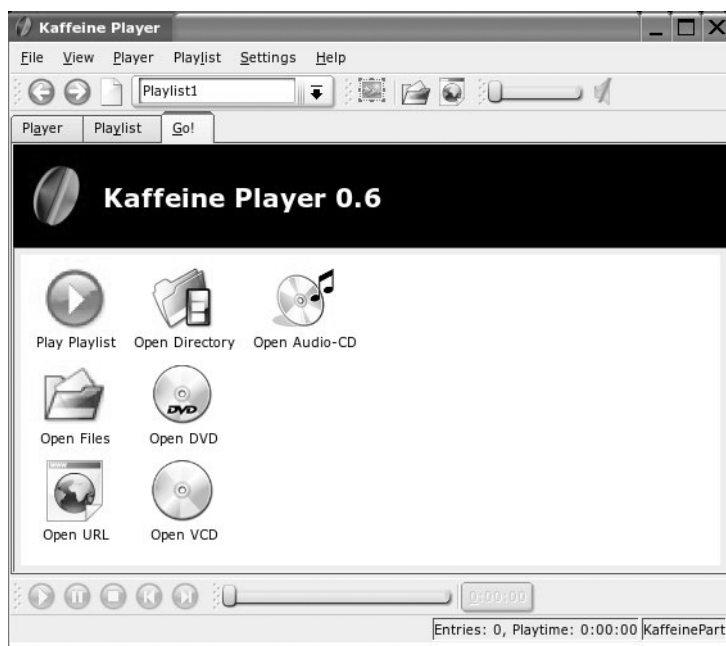 Kaffeine Player
File View Player Playlist Settings Help
Playlist1
Player Playlist Go!
Kaffeine Player 0.6
Play Playlist Open Directory Open Audio-CD
DVD
Open Files Open DVD
www
Open URL Open VCD
0:00:00
Entries: 0, Playtime: 0:00:00 KaffeinePart